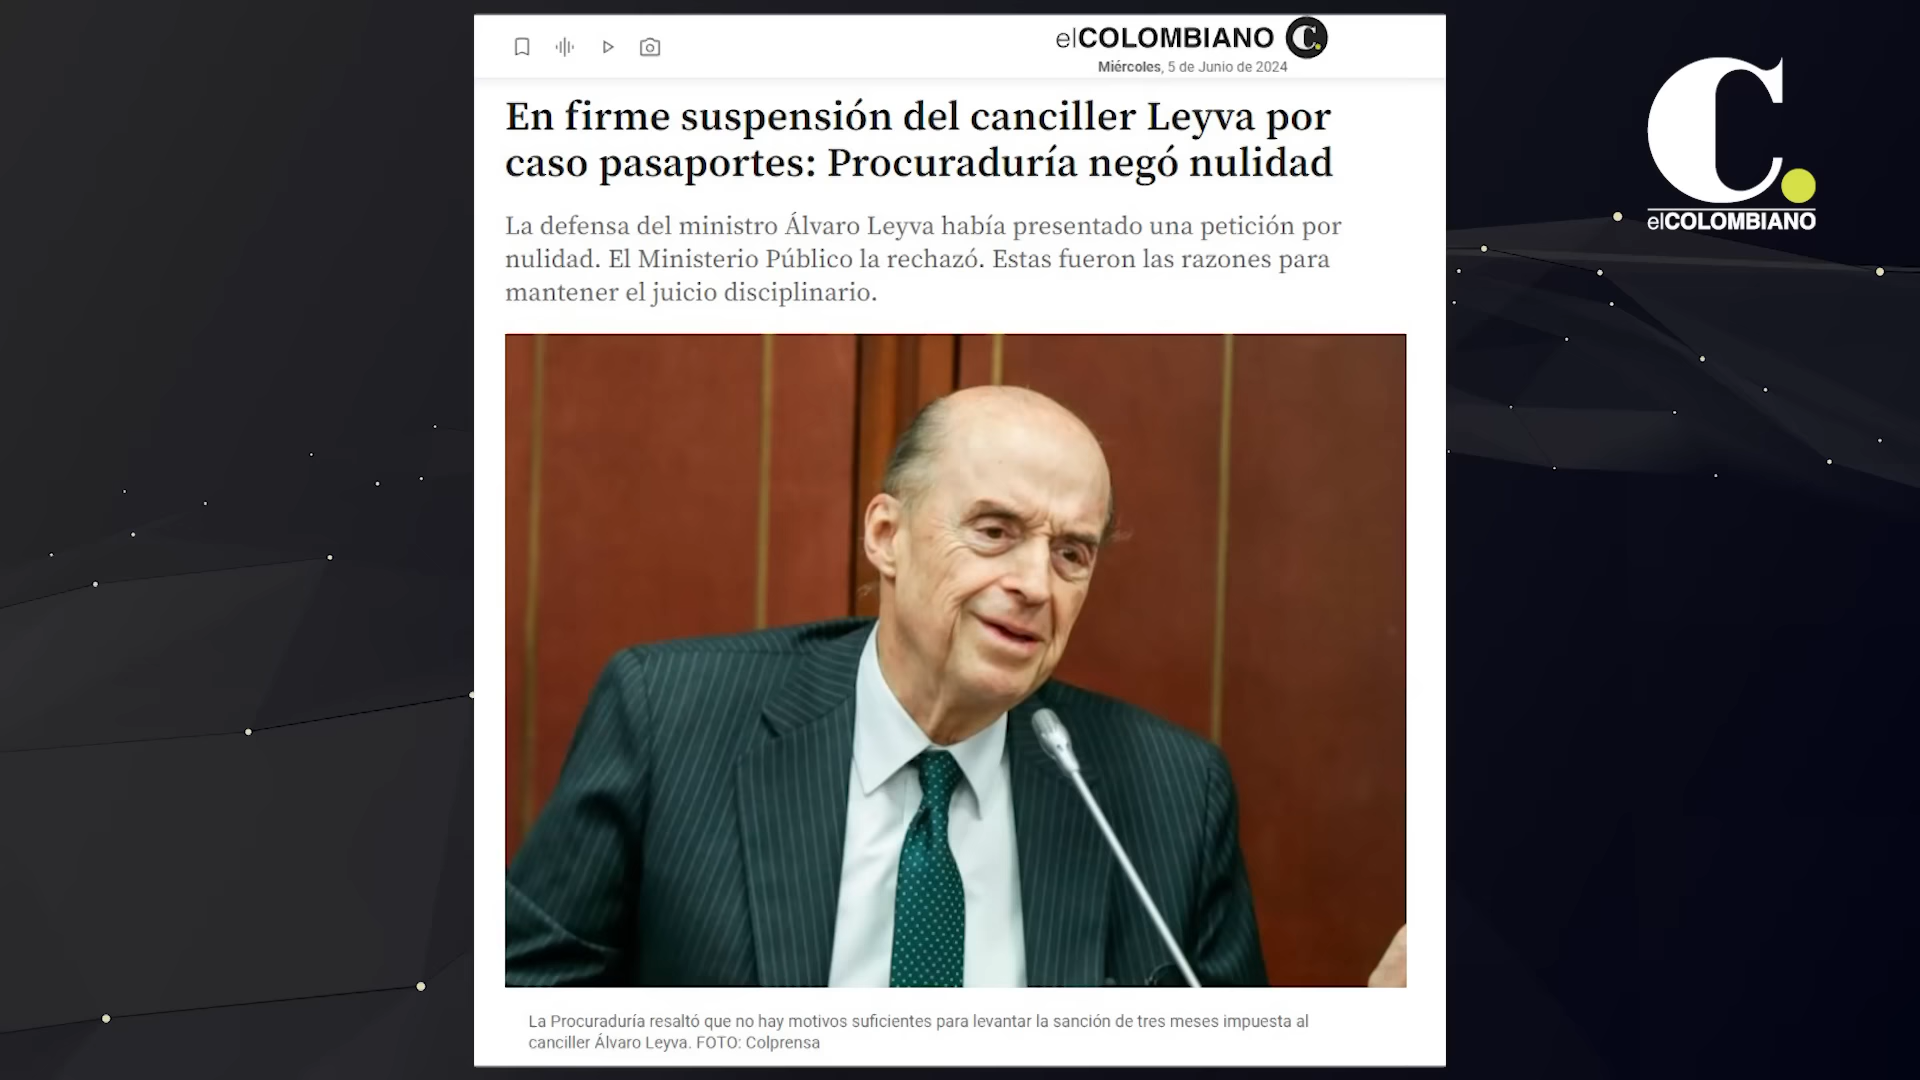 elCOLOMBIANO C.
Miércoles, 5 de Junio de 2024
En firme suspensión del canciller Leyva por
caso pasaportes: Procuraduría negó nulidad
La defensa del ministro Álvaro Leyva había presentado una petición por
nulidad. El Ministerio Público la rechazó. Estas fueron las razones para
mantener el juicio disciplinario.
La Procuraduría resaltó que no hay motivos suficientes para levantar la sanción de tres meses impuesta al
canciller Álvaro Leyva. FOTO: Colprensa
C.
elCOLOMBIANO